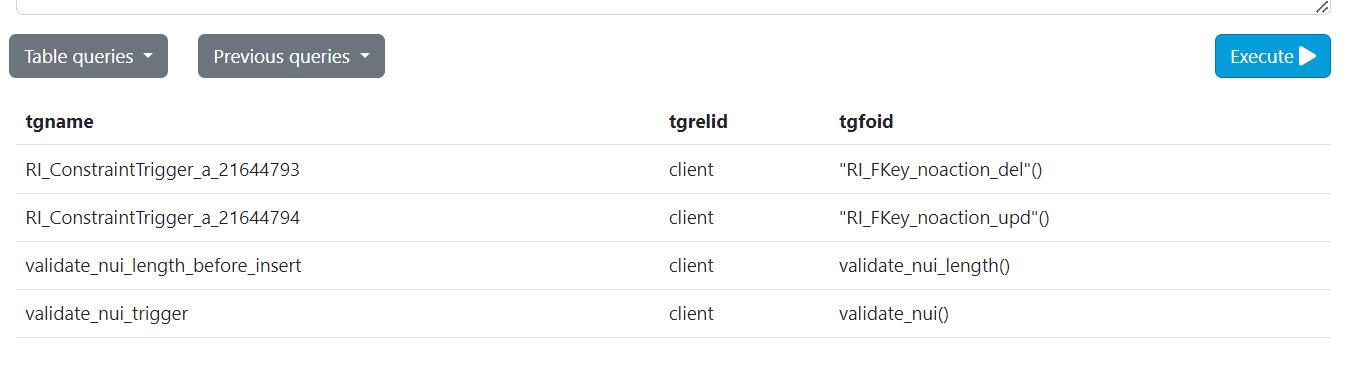 Table queries Previous queries Execute
tgname tgrelid tgfoid
RI_ConstraintTrigger_a_21644793 client "RI_FKey_noaction_del"()
RI_ConstraintTrigger_a_21644794 client "RI_FKey_noaction_upd"()
validate_nui_length_before_insert client validate_nui_length()
validate_nui_trigger client validate_nui()